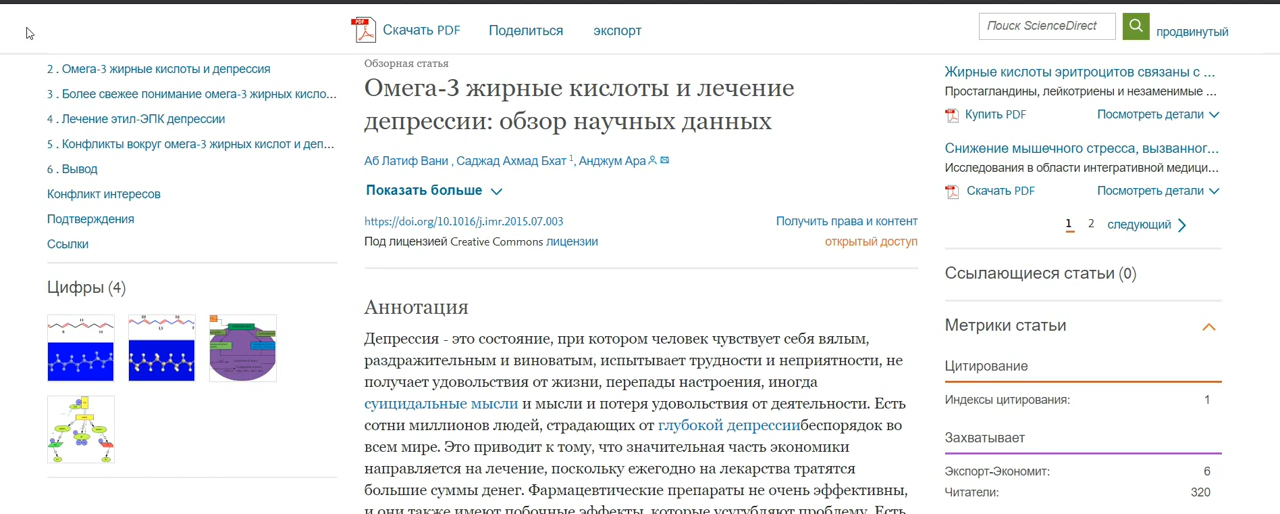 Скачать PDF
Поделиться
экспорт
Поиск ScienceDirect
продвинутый
2 . Омега-3 жирные кислоты и депрессия
3 . Более свежее понимание омега-3 жирных кисло...
4 . Лечение этил-ЭПК депрессии
5 . Конфликты вокруг омега-3 жирных кислот и деп...
6 . Вывод
Конфликт интересов
Подтверждения
Ссылки
Цифры (4)
Обзорная статья
Омега-3 жирные кислоты и лечение
депрессии: обзор научных данных
Аб Латиф Вани , Саджад Ахмад Бхат ¹, Анджум Ара
Показать больше
https://doi.org/10.1016/j.imr.2015.07.003
Получить права и контент
Под лицензией Creative Commons лицензии
открытый доступ
Аннотация
Депрессия - это состояние, при котором человек чувствует себя вялым,
раздражительным и виноватым, испытывает трудности и неприятности, не
получает удовольствия от жизни, перепады настроения, иногда
суицидальные мысли и мысли и потеря удовольствия от деятельности. Есть
сотни миллионов людей, страдающих от глубокой депрессиибеспорядок во
всем мире. Это приводит к тому, что значительная часть экономики
направляется на лечение, поскольку ежегодно на лекарства тратятся
большие суммы денег. Фармацевтические препараты не очень эффективны,
и они также имеют побочные эффекты, которые усугубляют проблему. Есть
Жирные кислоты эритроцитов связаны с ...
Простагландины, лейкотриены и незаменимые ...
Купить PDF
Посмотреть детали
Снижение мышечного стресса, вызванног...
Исследования в области интегративной медици...
Скачать PDF
Посмотреть детали
1 2 следующий
Ссылающиеся статьи (0)
Метрики статьи
Цитирование
Индексы цитирования: 1
Захватывает
Экспорт-Экономит: 6
Читатели: 320